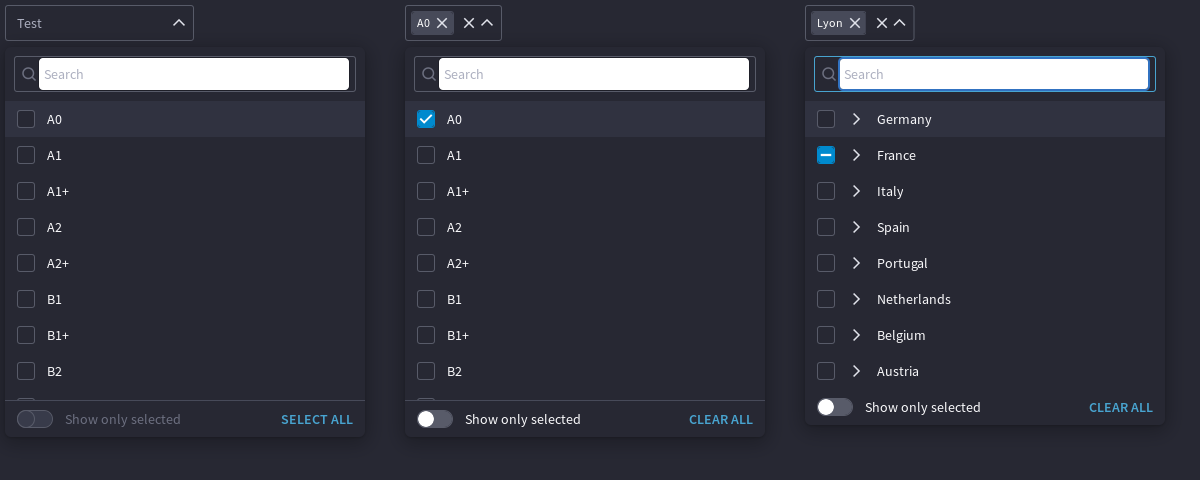 Test
Search
A0
A1
A1+
A2
A2+
B1
B1+
B2
Show only selected SELECT ALL
A0
Search
A0
A1
A1+
A2
A2+
B1
B1+
B2
Show only selected CLEAR ALL
Lyon
Search
Germany
France
Italy
Spain
Portugal
Netherlands
Belgium
Austria
Show only selected CLEAR ALL